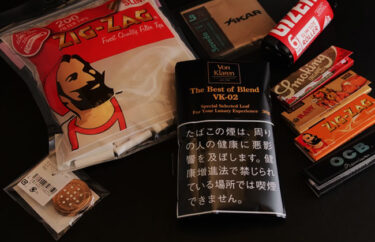 200
ZIG-ZAG
Finest Quality Filter Tips
XIKAR
Smoking
ZIG-ZAG
OCB
Von
Klaren
The Best of Blend
VK-02
Special Selected Leaf
For Your Luxury Experience
たばこの煙は、周り
の人の健康に悪影
響を及ぼします。健
康増進法で禁じられ
ている場所では喫煙
できません。